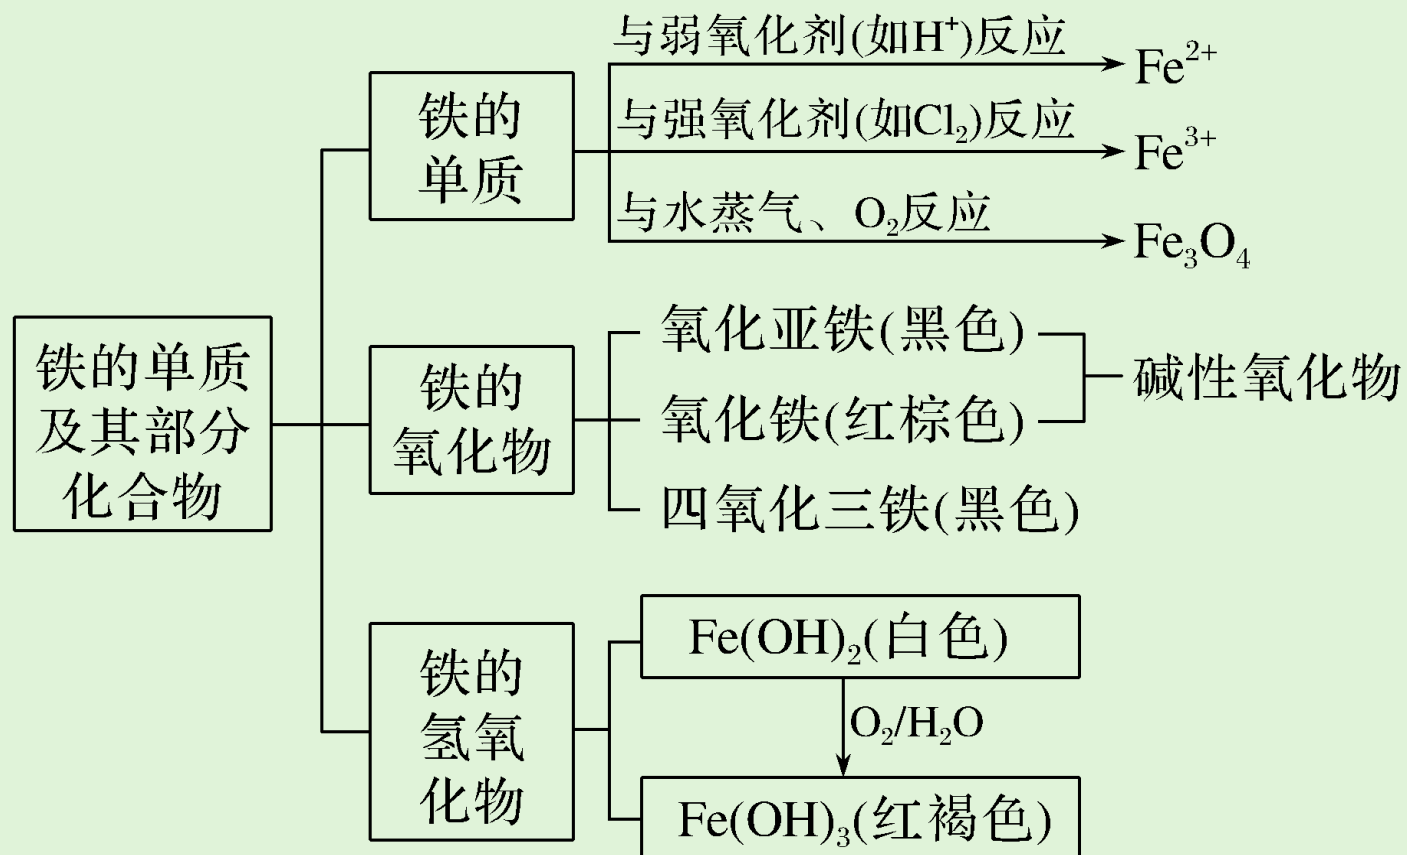 铁的单质
及其部分
化合物
铁的
单质
与弱氧化剂(如H⁺)反应
Fe²⁺
与强氧化剂(如Cl₂)反应
Fe³⁺
与水蒸气、O₂反应
Fe₃O₄
铁的
氧化物
氧化亚铁(黑色)
氧化铁(红棕色)
碱性氧化物
四氧化三铁(黑色)
铁的
氢氧
化物
Fe(OH)₂(白色)
O₂/H₂O
Fe(OH)₃(红褐色)